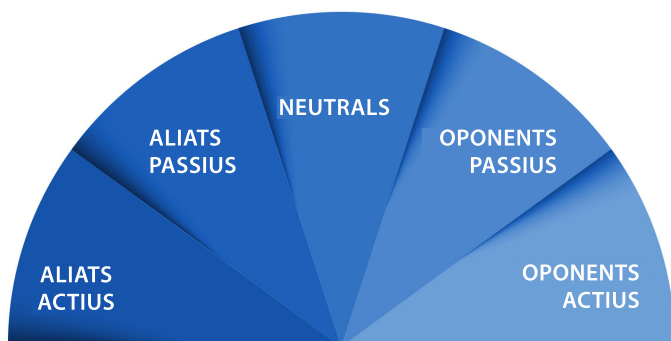 ALIATS
ACTIUS
ALIATS
PASSIUS
NEUTRALS
OPONENTS
PASSIUS
OPONENTS
ACTIUS